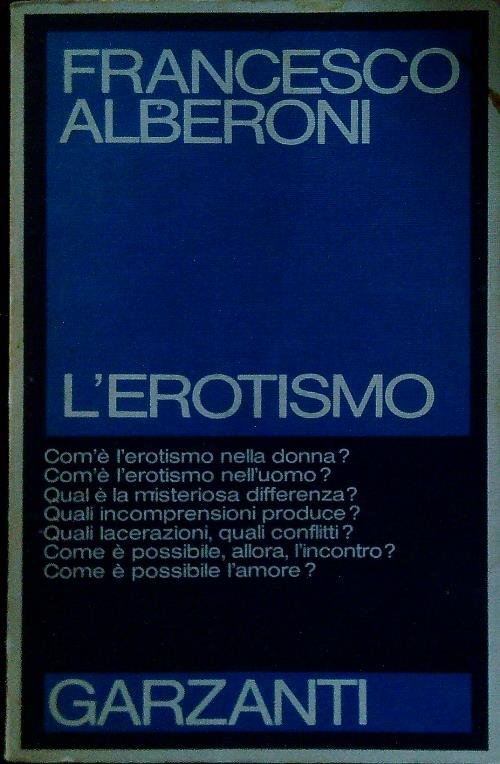 FRANCESCO
ALBERONI
L'EROTISMO
Com'è l'erotismo nella donna?
Com'è l'erotismo nell'uomo?
Qual è la misteriosa differenza?
Quali incomprensioni produce?
Quali lacerazioni, quali conflitti?
Come è possibile, allora, l'incontro?
Come è possibile l'amore?
GARZANTI